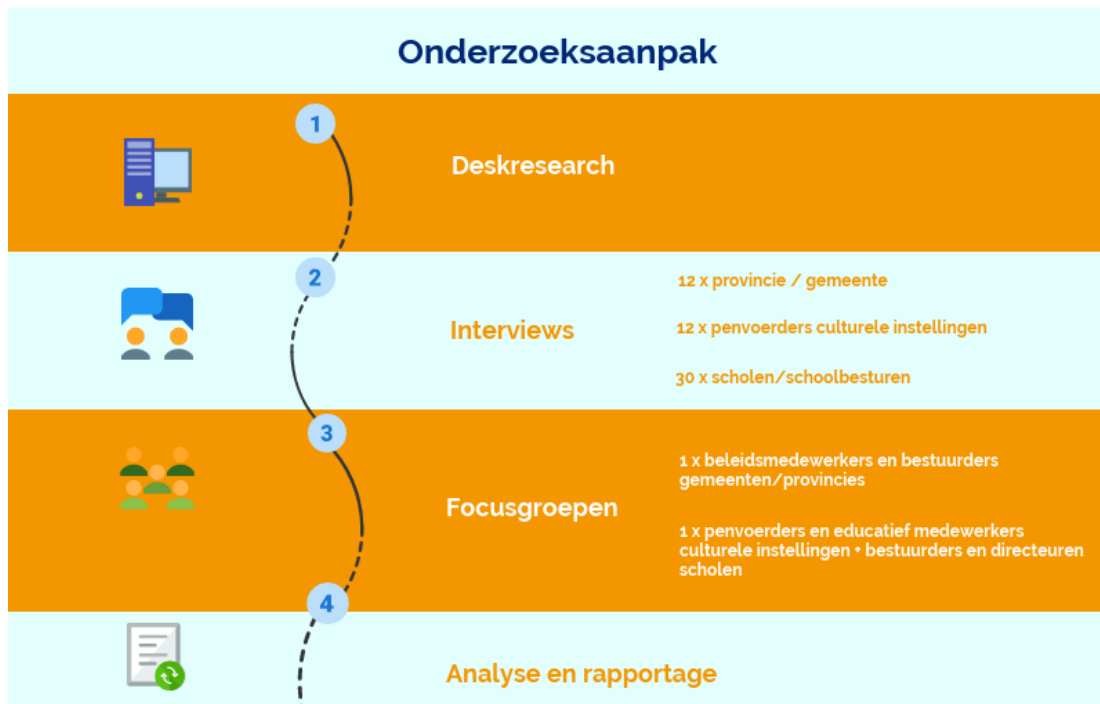 Onderzoeksaanpak
1
Deskresearch
2
12 x provincie / gemeente
Interviews
12 x penvoerders culturele instellingen
30 x scholen/schoolbesturen
3
1 x beleidsmedewerkers en bestuurders
gemeenten/provincies
Focusgroepen
1 x penvoerders en educatief medewerkers
culturele instellingen + bestuurders en directeuren
scholen
4
Analyse en rapportage